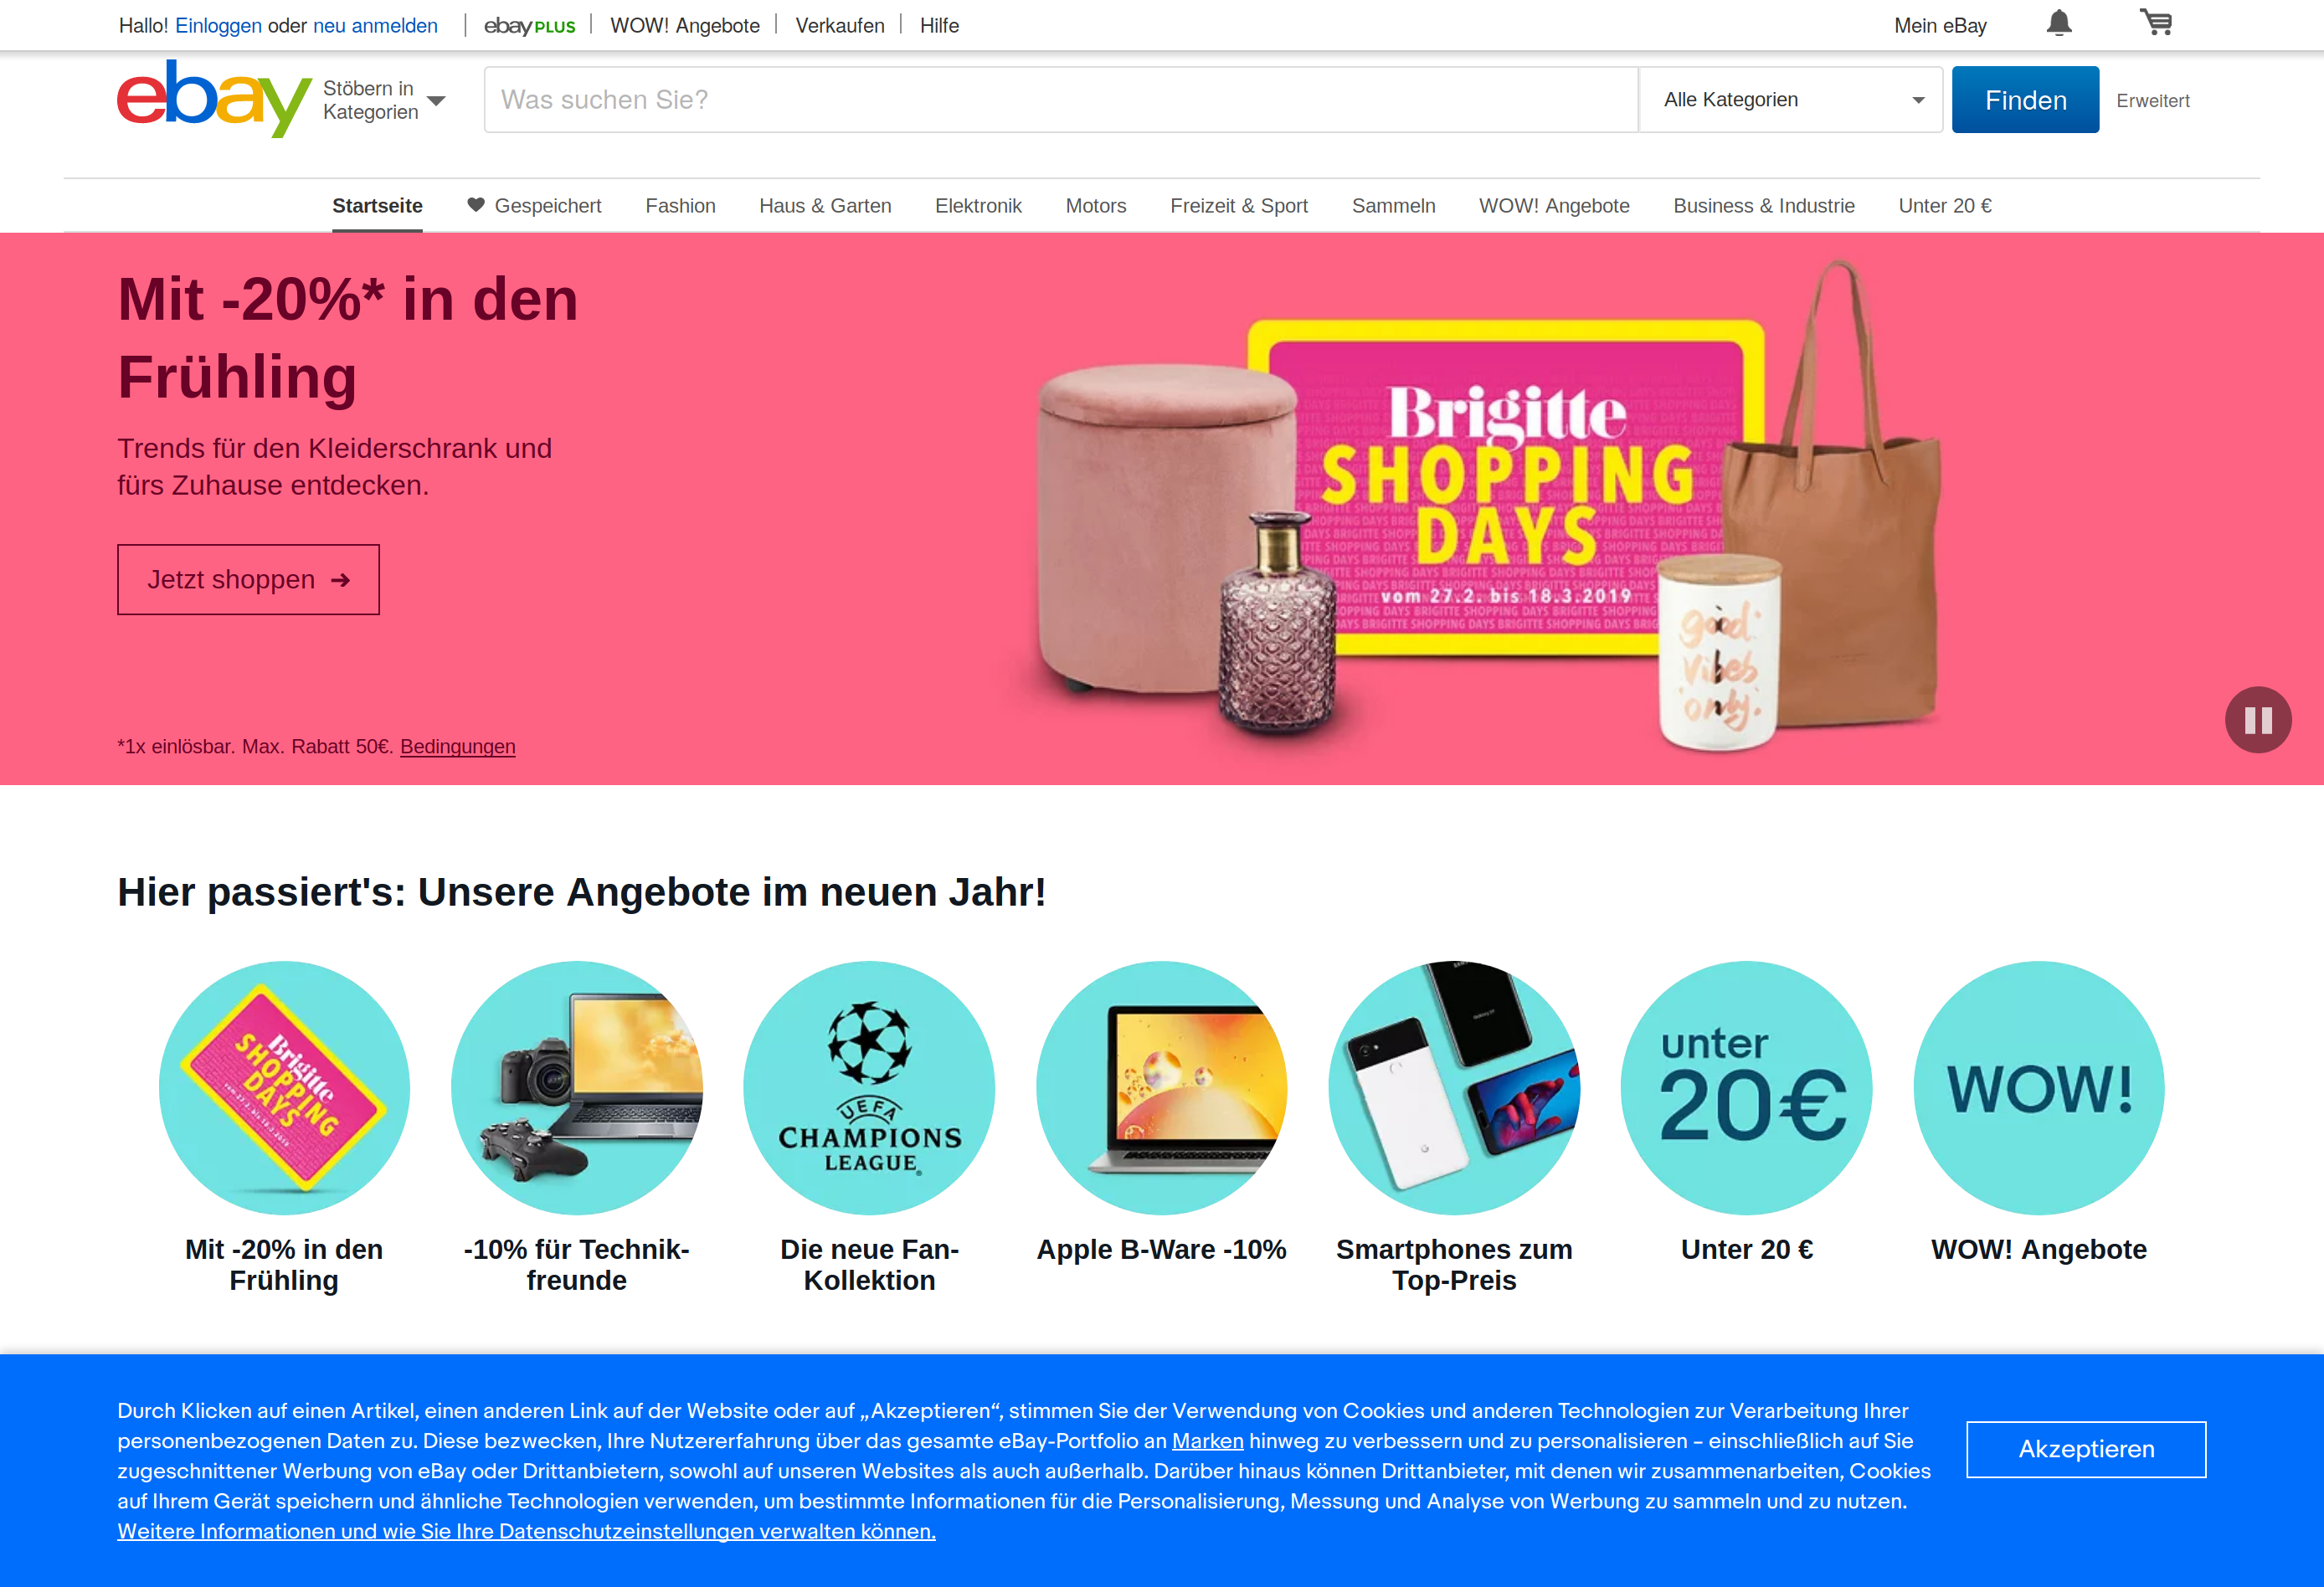 Hallo! Einloggen oder neu anmelden
ebay PLUS
WOW! Angebote
Verkaufen
Hilfe
Mein eBay
ebay
Stöbern in
Kategorien
Was suchen Sie?
Alle Kategorien
Finden
Erweitert
Startseite
Gespeichert
Fashion
Haus & Garten
Elektronik
Motors
Freizeit & Sport
Sammeln
WOW! Angebote
Business & Industrie
Unter 20 €
Mit -20%* in den
Frühling
Trends für den Kleiderschrank und
fürs Zuhause entdecken.
Jetzt shoppen
*1x einlösbar. Max. Rabatt 50€. Bedingungen
Brigitte
SHOPPING
DAYS
vom 27.2. bis 18.3.2019
good
vibes
only.
Hier passiert's: Unsere Angebote im neuen Jahr!
Brigitte
SHOPPING
DAYS
vom 27.2. bis 18.3.2019
UEFA
CHAMPIONS
LEAGUE
unter
20€
WOW!
Mit -20% in den
Frühling
-10% für Technik-
freunde
Die neue Fan-
Kollektion
Apple B-Ware -10%
Smartphones zum
Top-Preis
Unter 20 €
WOW! Angebote
Durch Klicken auf einen Artikel, einen anderen Link auf der Website oder auf „Akzeptieren“, stimmen Sie der Verwendung von Cookies und anderen Technologien zur Verarbeitung Ihrer
personenbezogenen Daten zu. Diese bezwecken, Ihre Nutzererfahrung über das gesamte eBay-Portfolio an Marken hinweg zu verbessern und zu personalisieren – einschließlich auf Sie
zugeschnittener Werbung von eBay oder Drittanbietern, sowohl auf unseren Websites als auch außerhalb. Darüber hinaus können Drittanbieter, mit denen wir zusammenarbeiten, Cookies
auf Ihrem Gerät speichern und ähnliche Technologien verwenden, um bestimmte Informationen für die Personalisierung, Messung und Analyse von Werbung zu sammeln und zu nutzen.
Weitere Informationen und wie Sie Ihre Datenschutzeinstellungen verwalten können.
Akzeptieren